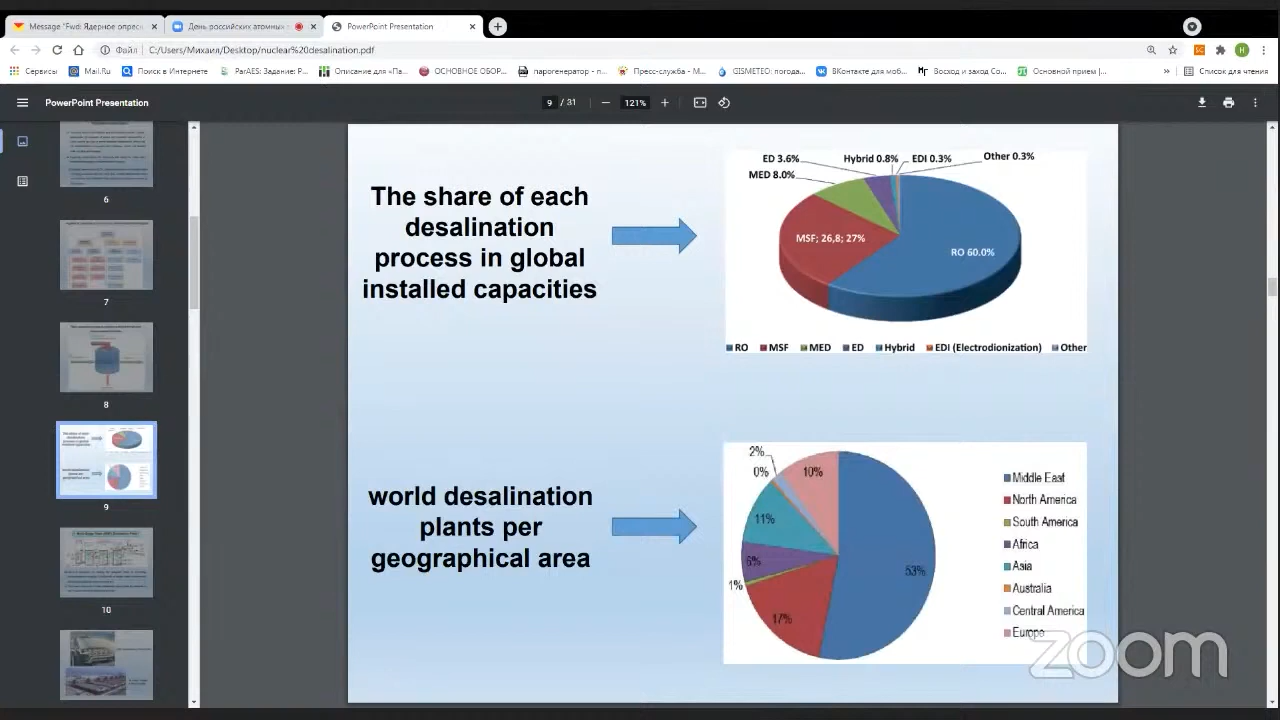 Message "Fwd: Ядерное опрес
День российских атомных
PowerPoint Presentation
Файл
C:/Users/Михаил/Desktop/nuclear%20desalination.pdf
Сервисы
Mail.Ru
Поиск в Интернете
ParAES: Задание: P...
Описание для «Па...
ОСНОВНОЕ ОБОР...
парогенератор - п...
Пресс-служба - М...
GISMETEO: погода...
ВКонтакте для моб...
Восход и заход Со...
Основной прием |...
»
Список для чтения
PowerPoint Presentation
9 / 31
121%
6
7
8
9
10
The share of each
desalination
process in global
installed capacities
ED 3.6%
Hybrid 0.8%
EDI 0.3%
Other 0.3%
MED 8.0%
MSF; 26,8; 27%
RO 60.0%
RO MSF MED ED Hybrid EDI (Electrodionization) Other
world desalination
plants per
geographical area
2%
0%
10%
11%
6%
1%
17%
53%
Middle East
North America
South America
Africa
Asia
Australia
Central America
Europe
zoom